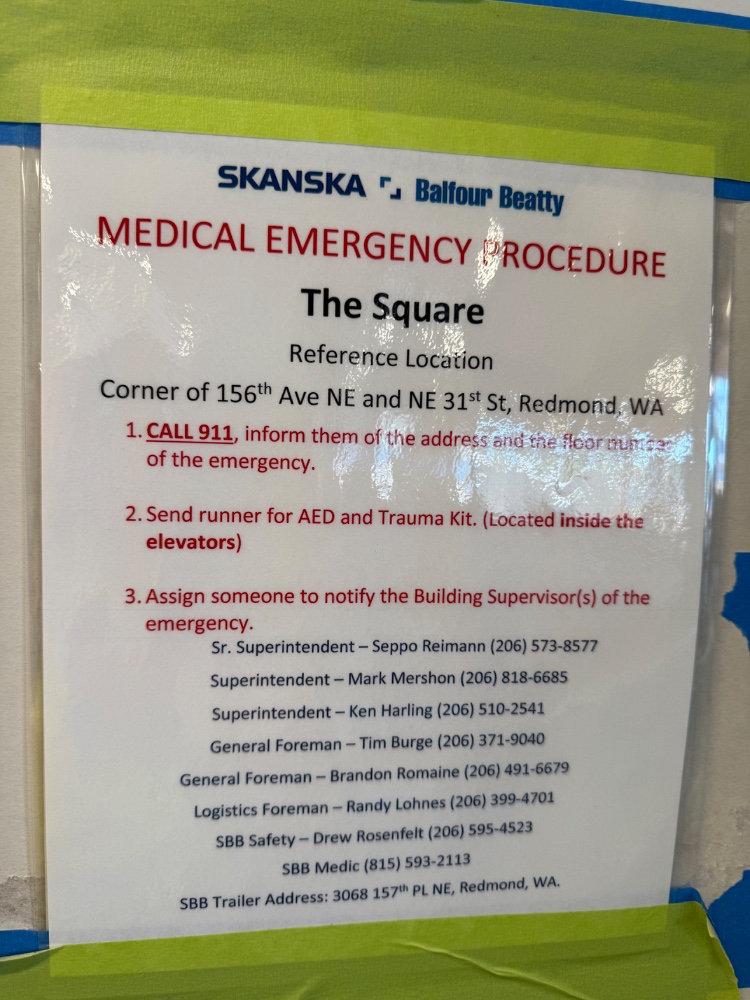 SKANSKA Balfour Beatty
MEDICAL EMERGENCY PROCEDURE
The Square
Reference Location
Corner of 156th Ave NE and NE 31st St, Redmond, WA
1. CALL 911, inform them of the address and the floor number
of the emergency.
2. Send runner for AED and Trauma Kit. (Located inside the
elevators)
3. Assign someone to notify the Building Supervisor(s) of the
emergency.
Sr. Superintendent – Seppo Reimann (206) 573-8577
Superintendent – Mark Mershon (206) 818-6685
Superintendent – Ken Harling (206) 510-2541
General Foreman – Tim Burge (206) 371-9040
General Foreman – Brandon Romaine (206) 491-6679
Logistics Foreman – Randy Lohnes (206) 399-4701
SBB Safety – Drew Rosenfelt (206) 595-4523
SBB Medic (815) 593-2113
SBB Trailer Address: 3068 157th PL NE, Redmond, WA.